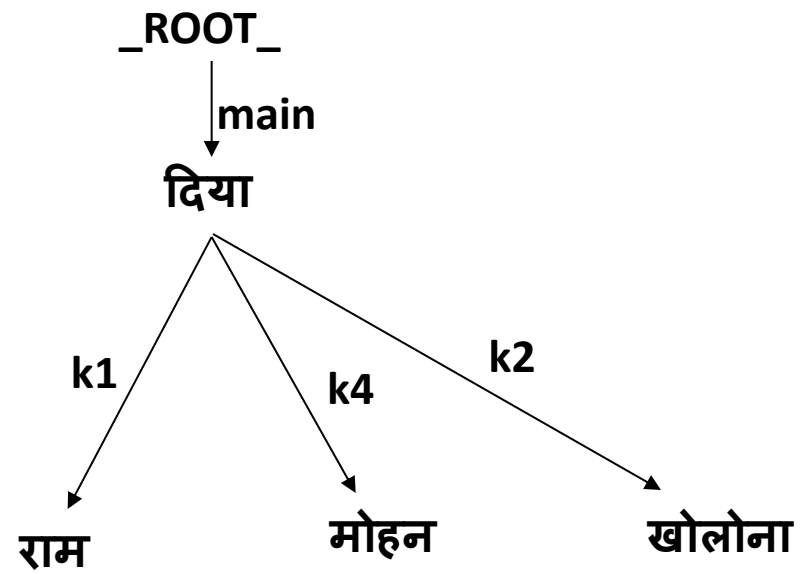 _ROOT_
main
दिया
k1
k4
k2
राम
मोहन
खोलोना